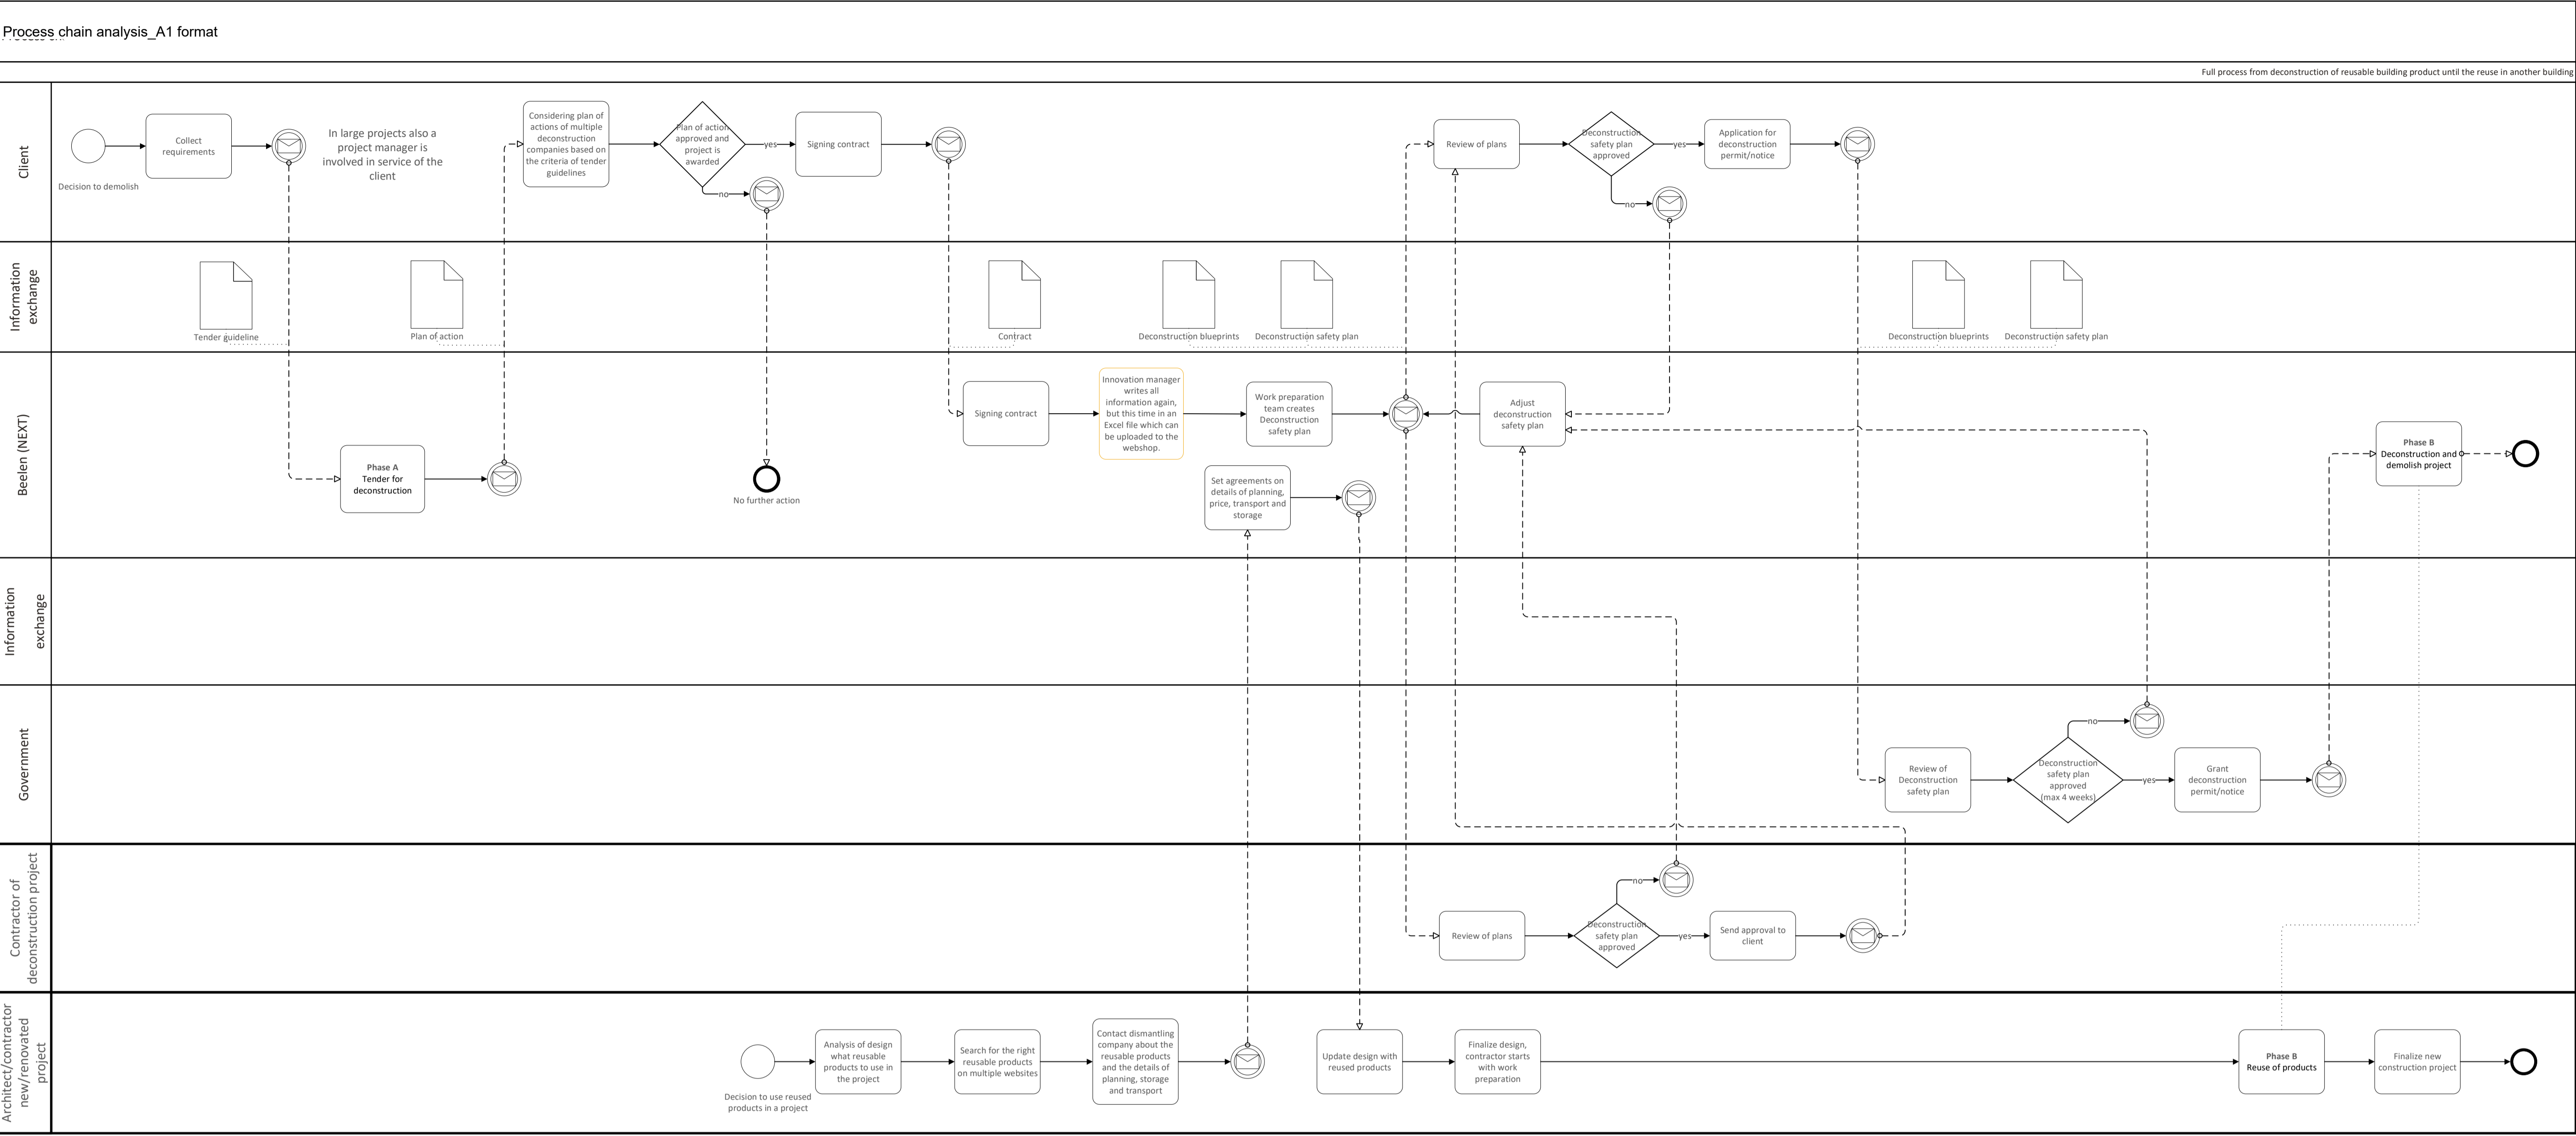 Process chain analysis_A1 format
Full process from deconstruction of reusable building product until the reuse in another building
Client
Decision to demolish
Collect
requirements
In large projects also a
project manager is
involved in service of the
client
Considering plan of
actions of multiple
deconstruction
companies based on
the criteria of tender
guidelines
Plan of action
approved and
project is
awarded
yes
no
Signing contract
Review of plans
Deconstruction
safety plan
approved
yes
no
Application for
deconstruction
permit/notice
Information
exchange
Tender guideline
Plan of action
Contract
Deconstruction blueprints
Deconstruction safety plan
Deconstruction blueprints
Deconstruction safety plan
Beelen (NEXT)
Phase A
Tender for
deconstruction
No further action
Signing contract
Innovation manager
writes all
information again,
but this time in an
Excel file which can
be uploaded to the
webshop.
Work preparation
team creates
Deconstruction
safety plan
Set agreements on
details of planning,
price, transport and
storage
Adjust
deconstruction
safety plan
Phase B
Deconstruction and
demolish project
Information
exchange
Government
Review of
Deconstruction
safety plan
Deconstruction
safety plan
approved
(max 4 weeks)
no
yes
Grant
deconstruction
permit/notice
Contractor of
deconstruction project
Review of plans
Deconstruction
safety plan
approved
no
yes
Send approval to
client
Architect/contractor
new/renovated
project
Decision to use reused
products in a project
Analysis of design
what reusable
products to use in
the project
Search for the right
reusable products
on multiple websites
Contact dismantling
company about the
reusable products
and the details of
planning, storage
and transport
Update design with
reused products
Finalize design,
contractor starts
with work
preparation
Phase B
Reuse of products
Finalize new
construction project